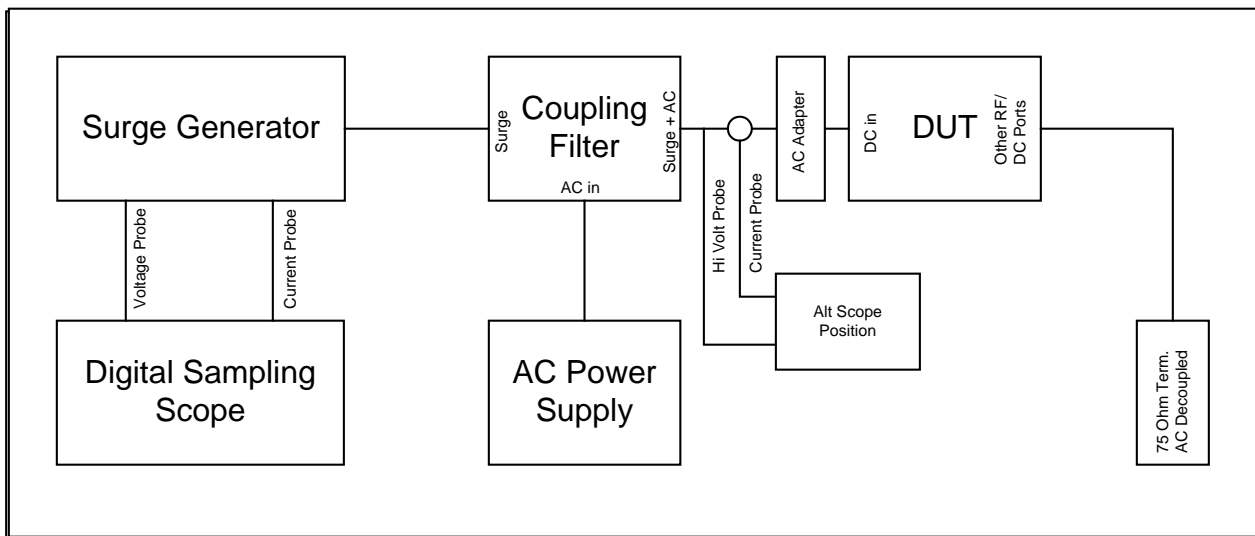 Surge Generator
Surge
Coupling
Filter
AC in
Surge + AC
AC Adapter
DC in
DUT
Other RF/
DC Ports
Voltage Probe
Current Probe
Hi Volt Probe
Current Probe
Digital Sampling
Scope
AC Power
Supply
Alt Scope
Position
75 Ohm Term.
AC Decoupled